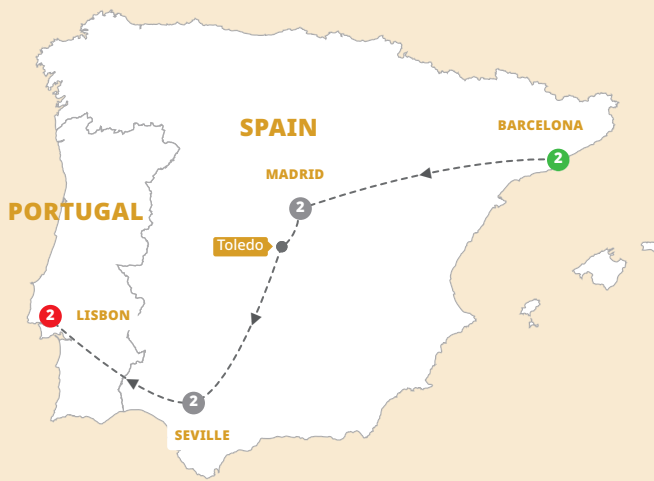 SPAIN
BARCELONA
2
MADRID
2
PORTUGAL
Toledo
2
LISBON
2
SEVILLE